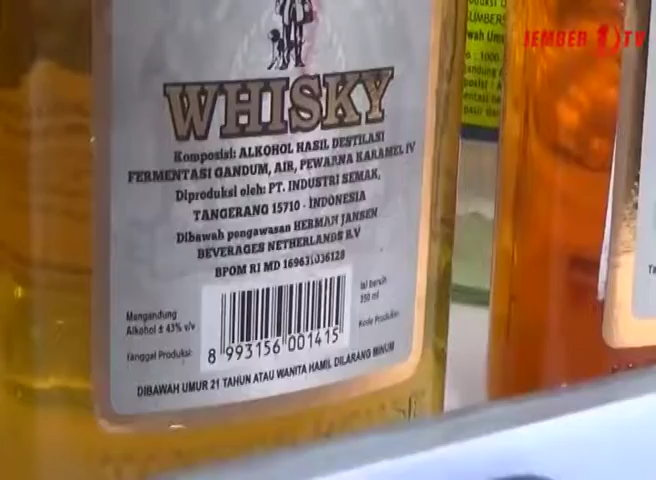 JEMBER 1 TV
WHISKY
Komposisi: ALKOHOL HASIL DESTILASI
FERMENTASI GANDUM, AIR, PEWARNA KARAMEL IV
Diproduksi oleh: PT. INDUSTRI SEMAK,
TANGERANG 15710 - INDONESIA
Dibawah pengawasan HERMAN JANSEN
BEVERAGES NETHERLANDS B.V
BPOM RI MD
Mengandung
Alkohol ± 43% v/v
Isi bersih
350 ml
Tanggal Produksi:
Kode Produksi
8 993156 001415
DIBAWAH UMUR 21 TAHUN ATAU WANITA HAMIL DILARANG MINUM